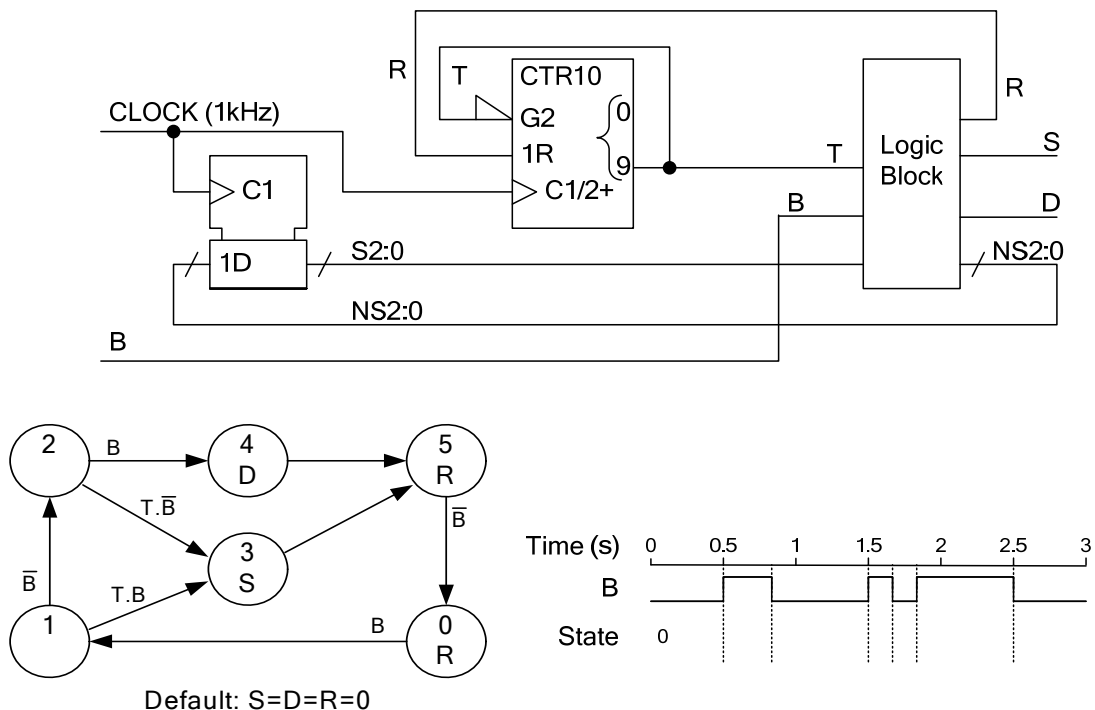 R
T
CTR10
0
G2
1R
9
C1/2+
CLOCK (1kHz)
C1
1D
S2:0
NS2:0
B
T
B
Logic
Block
R
S
D
NS2:0
2
B
4
D
5
R
T.B̅
B̅
3
S
B̅
T.B
1
B
0
R
Default: S=D=R=0
Time (s)
0
0.5
1
1.5
2
2.5
3
B
State
0